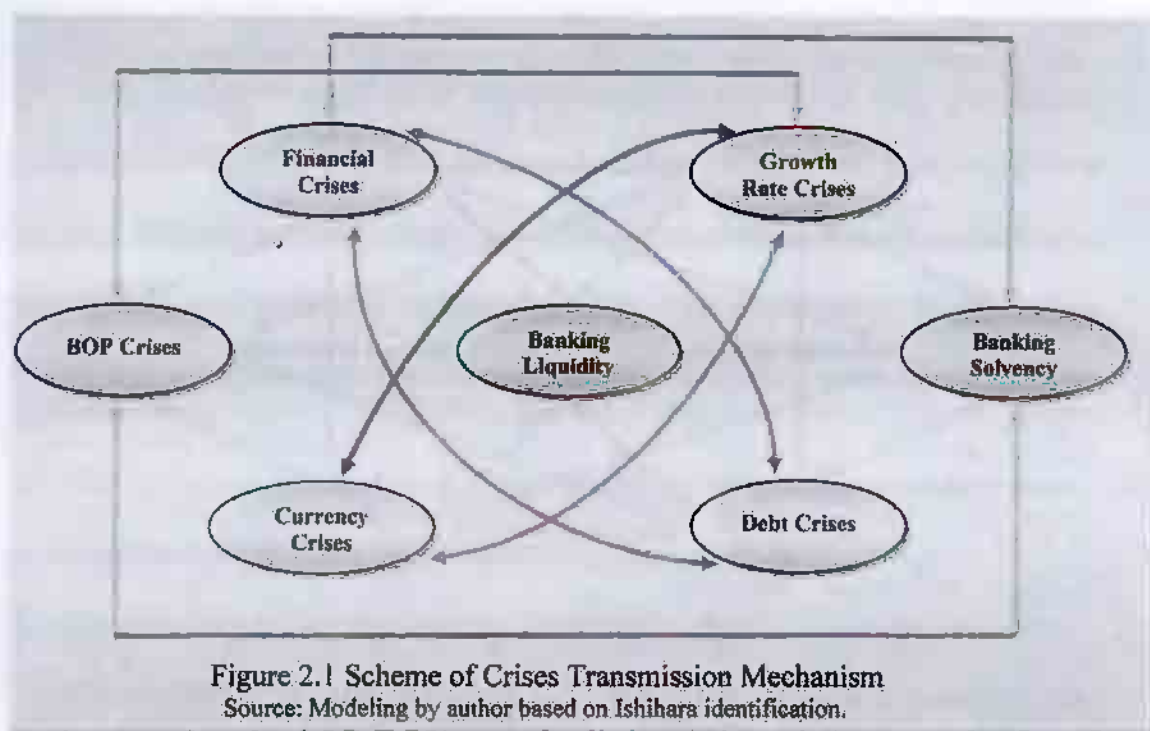 Financial
Crises
Growth
Rate Crises
BOP Crises
Banking
Liquidity
Banking
Solvency
Currency
Crises
Debt Crises
Figure 2.1 Scheme of Crises Transmission Mechanism
Source: Modeling by author based on Ishihara identification.